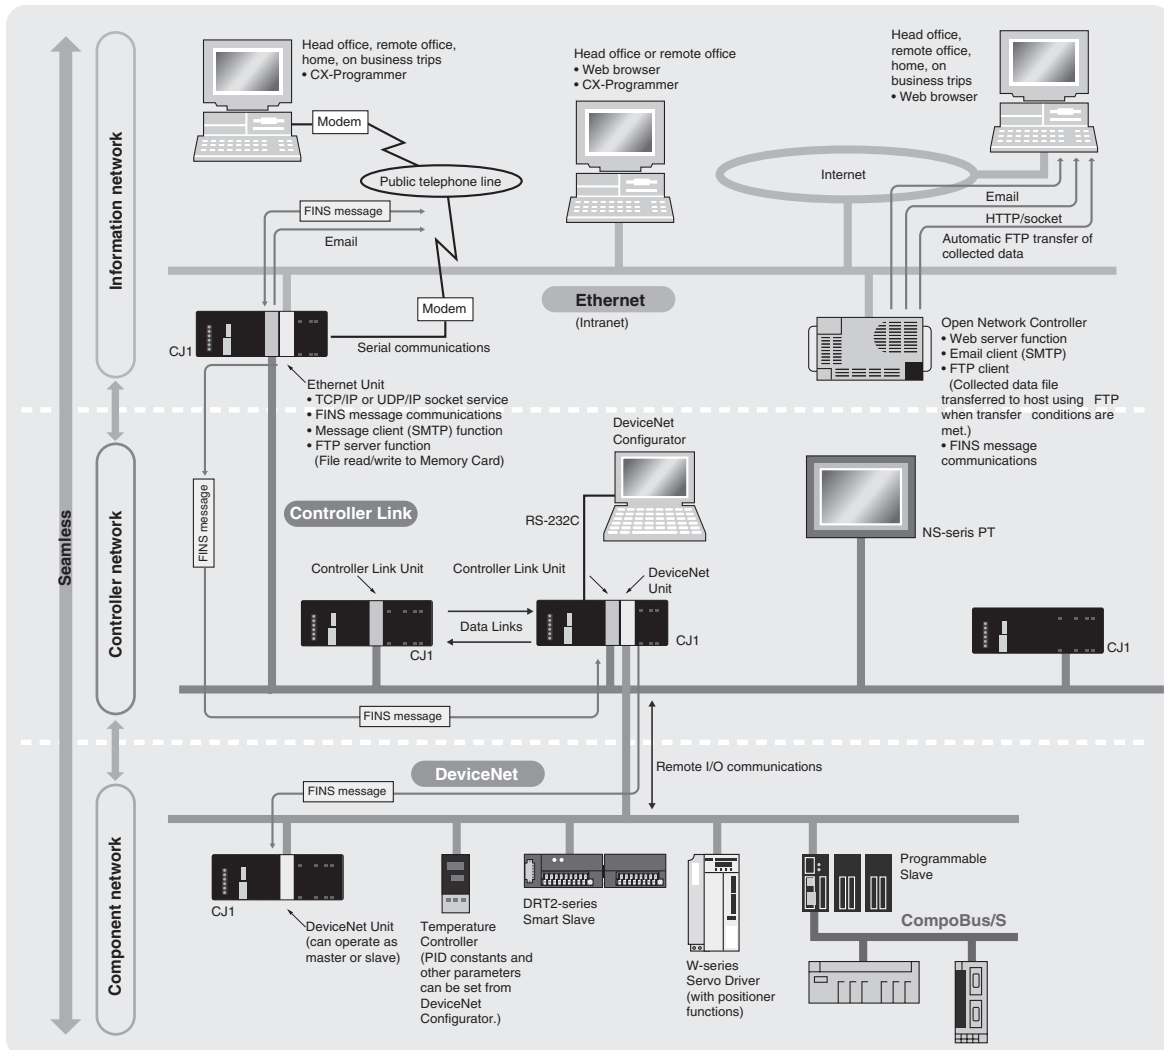 Seamless
Information network
Controller network
Component network
Head office, remote office,
home, on business trips
• CX-Programmer
Modem
Public telephone line
FINS message
Email
Modem
Serial communications
CJ1
Ethernet Unit
• TCP/IP or UDP/IP socket service
• FINS message communications
• Message client (SMTP) function
• FTP server function
(File read/write to Memory Card)
Head office or remote office
• Web browser
• CX-Programmer
Ethernet
(Intranet)
Head office,
remote office,
home, on
business trips
• Web browser
Internet
Email
HTTP/socket
Automatic FTP transfer of
collected data
Open Network Controller
• Web server function
• Email client (SMTP)
• FTP client
(Collected data file
transferred to host using FTP
when transfer conditions are
met.)
• FINS message
communications
FINS message
Controller Link
DeviceNet
Configurator
RS-232C
NS-seris PT
Controller Link Unit
Controller Link Unit
DeviceNet
Unit
Data Links
CJ1
CJ1
CJ1
FINS message
Remote I/O communications
DeviceNet
FINS message
CJ1
DeviceNet Unit
(can operate as
master or slave)
Temperature
Controller
(PID constants and
other parameters
can be set from
DeviceNet
Configurator.)
DRT2-series
Smart Slave
W-series
Servo Driver
(with positioner
functions)
Programmable
Slave
CompoBus/S